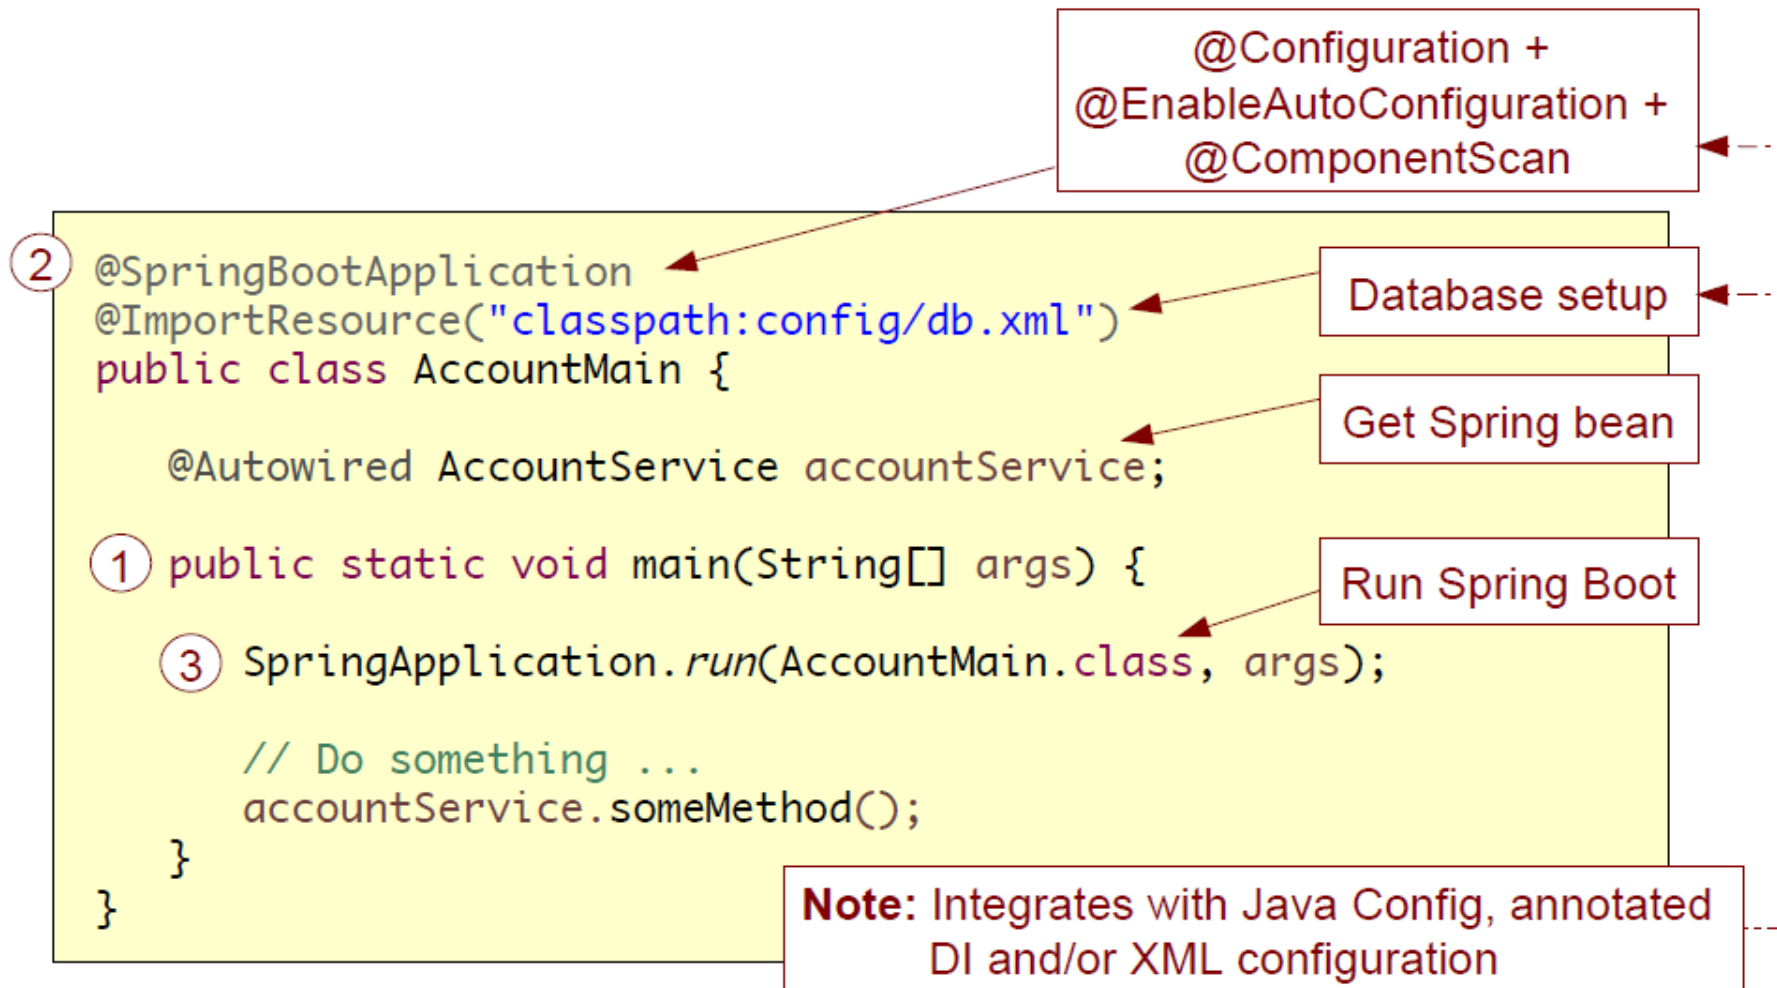 @Configuration +
@EnableAutoConfiguration +
@ComponentScan
2
@SpringBootApplication
@ImportResource("classpath:config/db.xml")
Database setup
public class AccountMain {
Get Spring bean
@Autowired AccountService accountService;
1
public static void main(String[] args) {
Run Spring Boot
3
SpringApplication.run(AccountMain.class, args);
// Do something ...
accountService.someMethod();
}
}
Note: Integrates with Java Config, annotated
DI and/or XML configuration